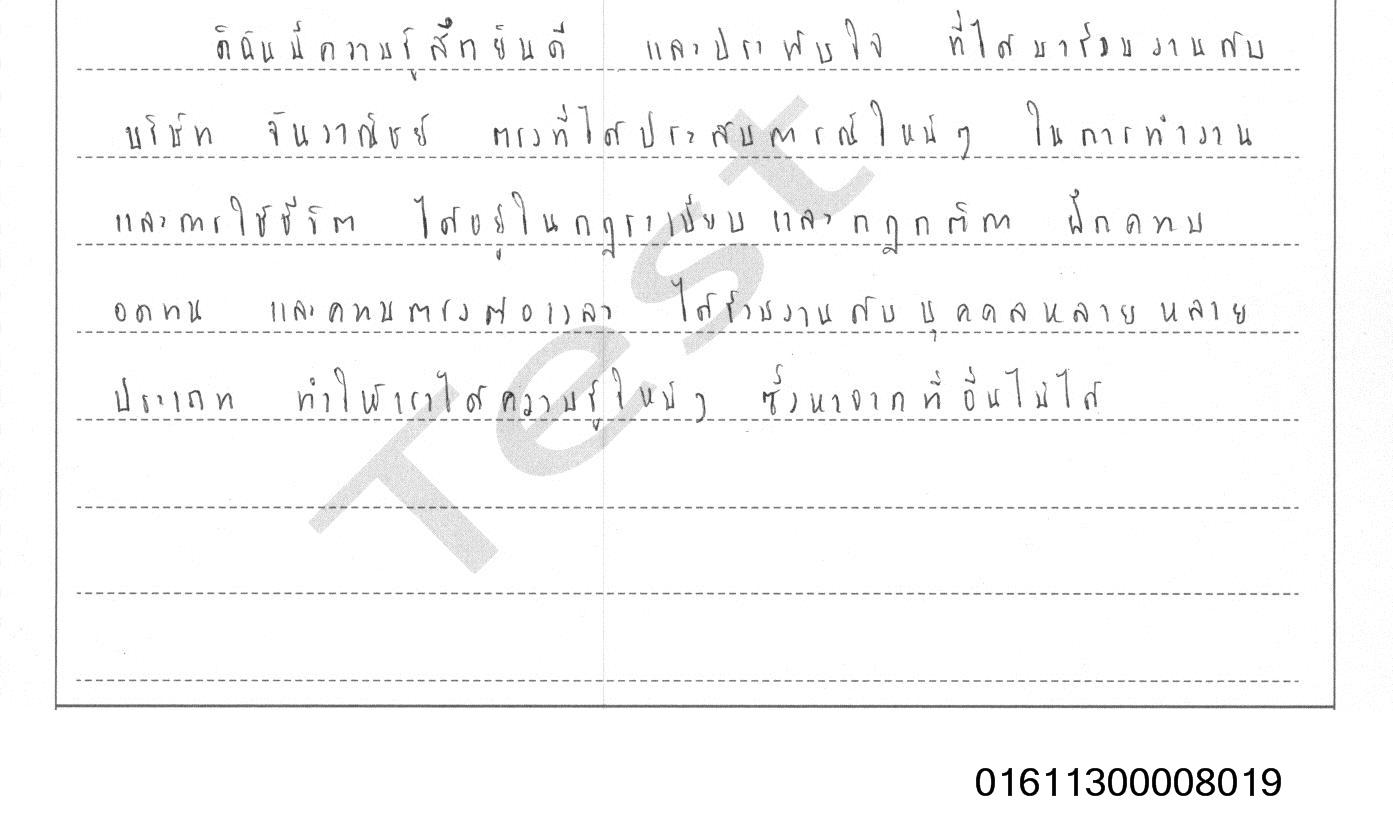 ดิฉันมีความรู้สึกยินดี และประทับใจ ที่ได้มาร่วมงานกับ
บริษัท จันวาณิชย์ ตรงที่ได้ประสบการณ์ใหม่ๆ ในการทำงาน
และการใช้ชีวิต ได้อยู่ในกฎระเบียบและกฎกติกา ฝึกความ
อดทน และความตรงต่อเวลา ได้ร่วมงานกับบุคคลหลายหลาย
ประเภท ทำให้เราได้ความรู้ใหม่ๆ ซึ่งหาจากที่อื่นไม่ได้
Test
01611300008019